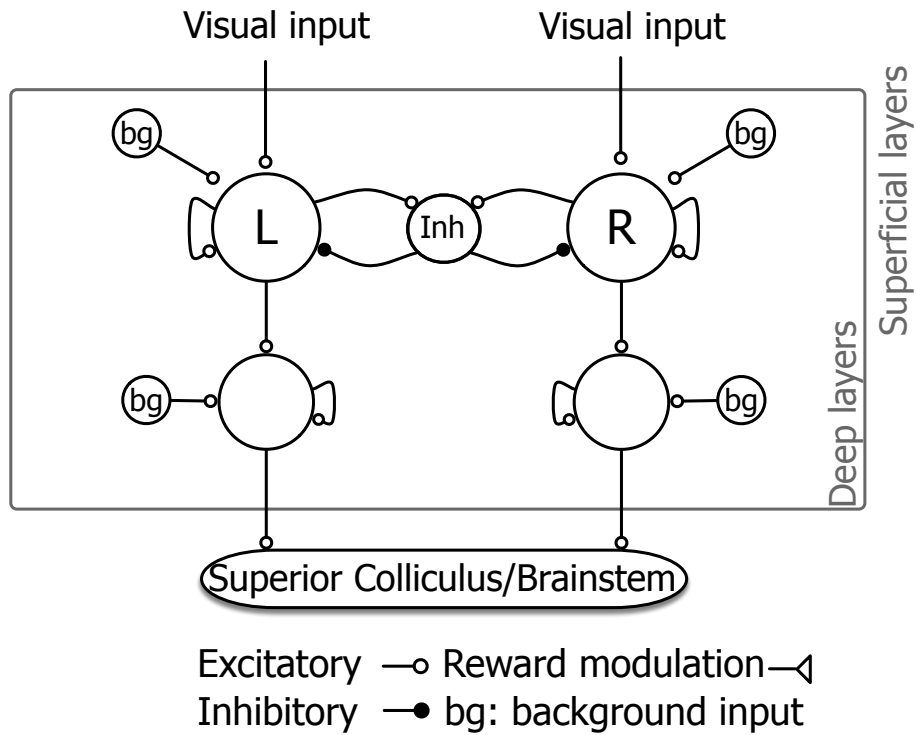 Visual input
Visual input
bg
bg
Superficial layers
L
Inh
R
bg
bg
Deep layers
Superior Colliculus/Brainstem
Excitatory
Reward modulation
Inhibitory
bg: background input